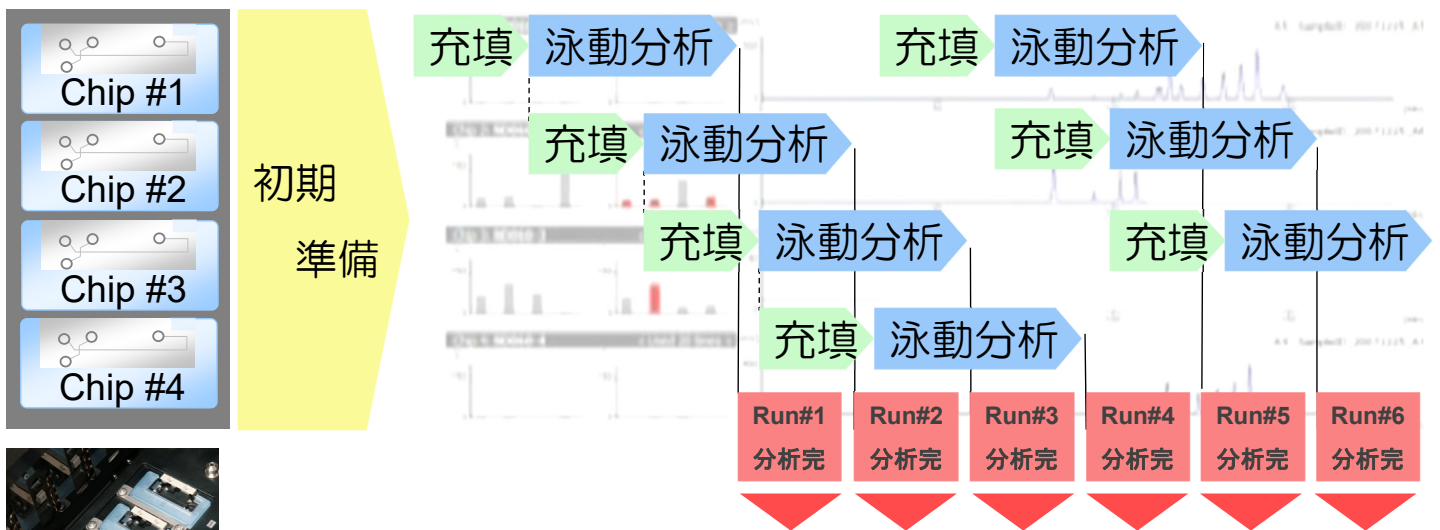 Chip #1
Chip #2
Chip #3
Chip #4
初期
準備
充填 泳動分析 充填 泳動分析
充填 泳動分析 充填 泳動分析
充填 泳動分析 充填 泳動分析
充填 泳動分析
Run#1 Run#2 Run#3 Run#4 Run#5 Run#6
分析完 分析完 分析完 分析完 分析完 分析完